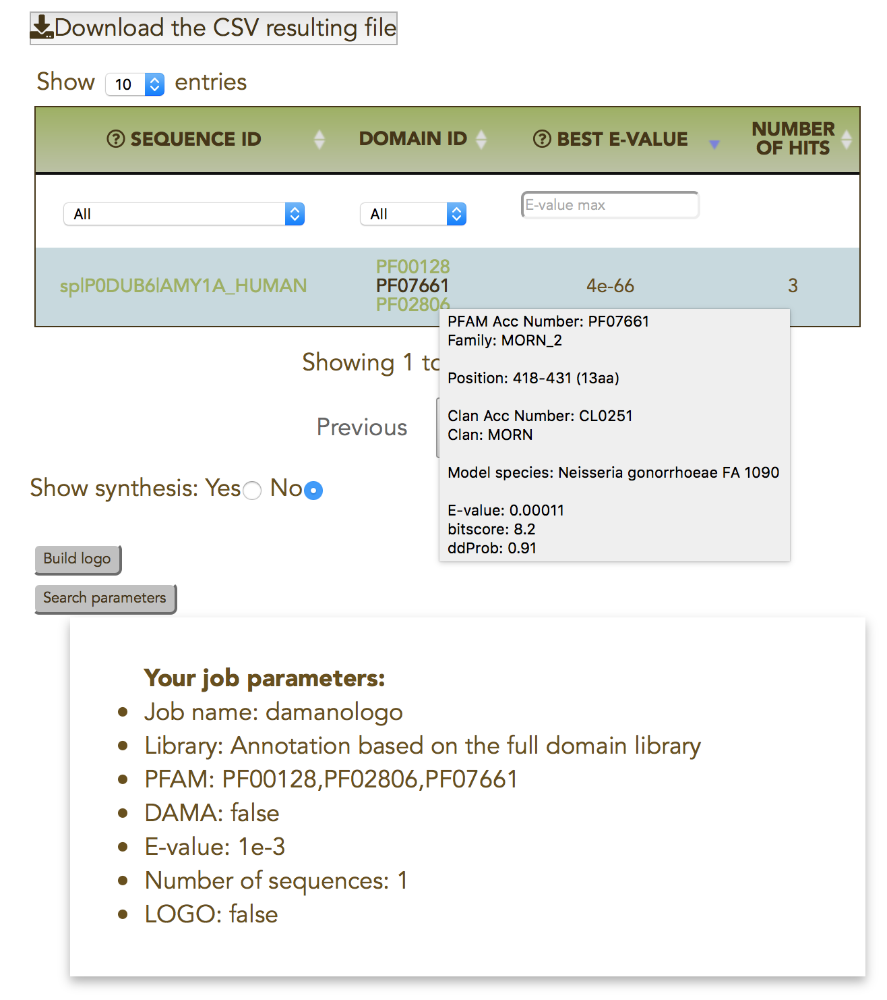 Download the CSV resulting file
Show 10 entries
? SEQUENCE ID DOMAIN ID ? BEST E-VALUE NUMBER OF HITS
All All E-value max
PF00128
sp|P0DUB6|AMY1A_HUMAN PF07661 4e-66 3
PF02806
PFAM Acc Number: PF07661
Family: MORN_2
Showing 1 to
Position: 418-431 (13aa)
Clan Acc Number: CL0251
Previous
Clan: MORN
Model species: Neisseria gonorrhoeae FA 1090
Show synthesis: Yes No
E-value: 0.00011
bitscore: 8.2
ddProb: 0.91
Build logo
Search parameters
Your job parameters:
• Job name: damanologo
• Library: Annotation based on the full domain library
• PFAM: PF00128,PF02806,PF07661
• DAMA: false
• E-value: 1e-3
• Number of sequences: 1
• LOGO: false